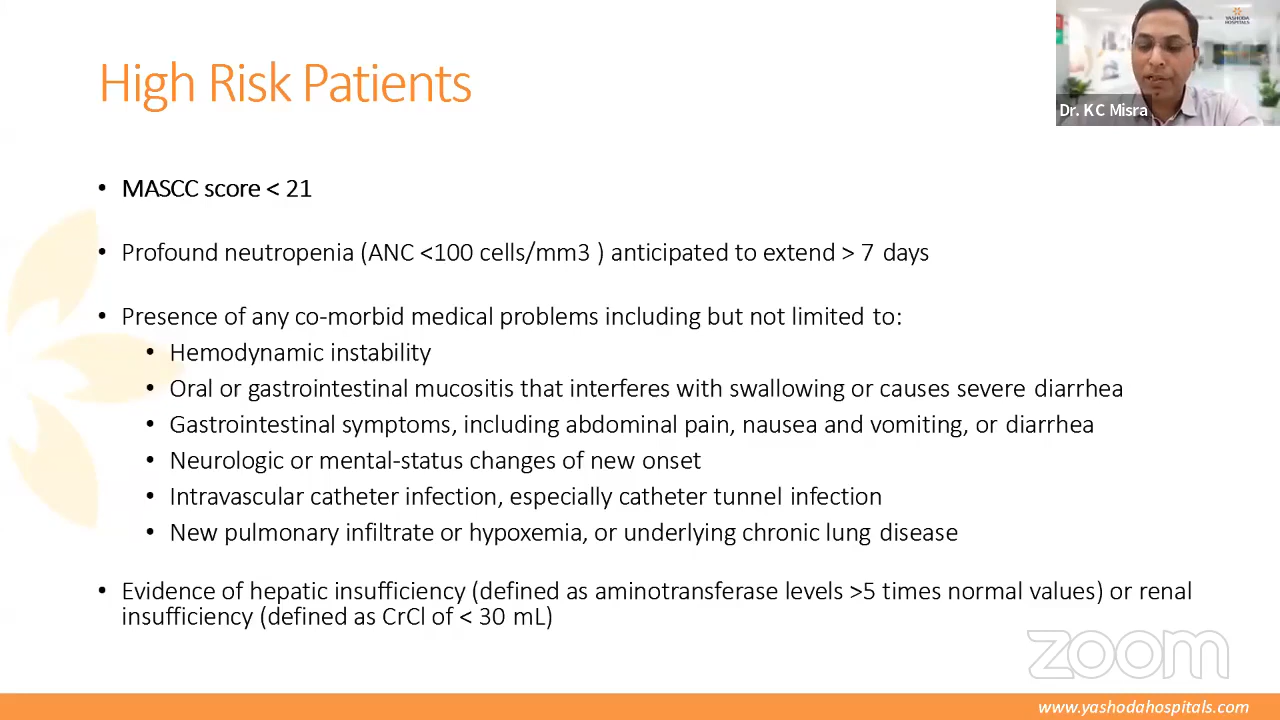 YASHODA
HOSPITALS
Dr. KC Misra
High Risk Patients
• MASCC score < 21
• Profound neutropenia (ANC <100 cells/mm3 ) anticipated to extend > 7 days
• Presence of any co-morbid medical problems including but not limited to:
• Hemodynamic instability
• Oral or gastrointestinal mucositis that interferes with swallowing or causes severe diarrhea
• Gastrointestinal symptoms, including abdominal pain, nausea and vomiting, or diarrhea
• Neurologic or mental-status changes of new onset
• Intravascular catheter infection, especially catheter tunnel infection
• New pulmonary infiltrate or hypoxemia, or underlying chronic lung disease
• Evidence of hepatic insufficiency (defined as aminotransferase levels >5 times normal values) or renal
insufficiency (defined as CrCl of < 30 mL)
zoom
www.yashodahospitals.com